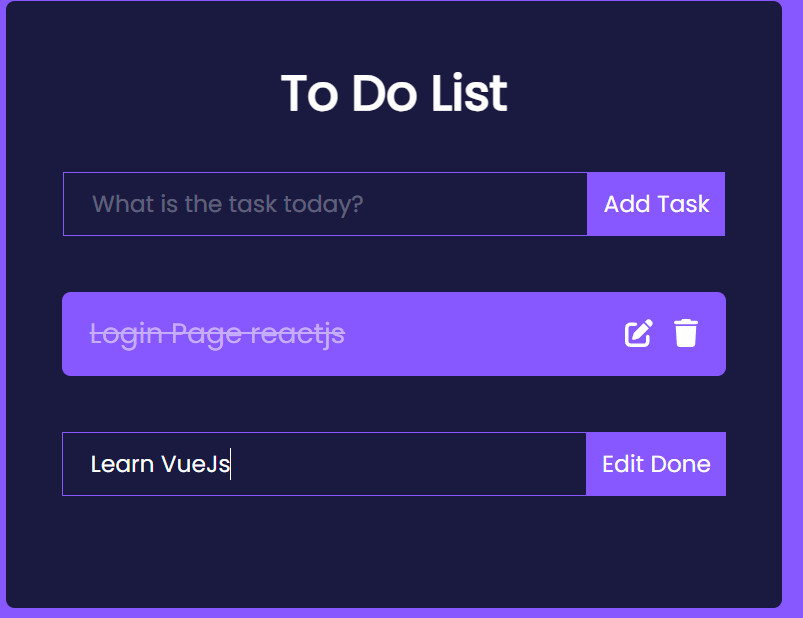 To Do List
What is the task today?
Add Task
Login Page reactjs
Learn VueJs
Edit Done